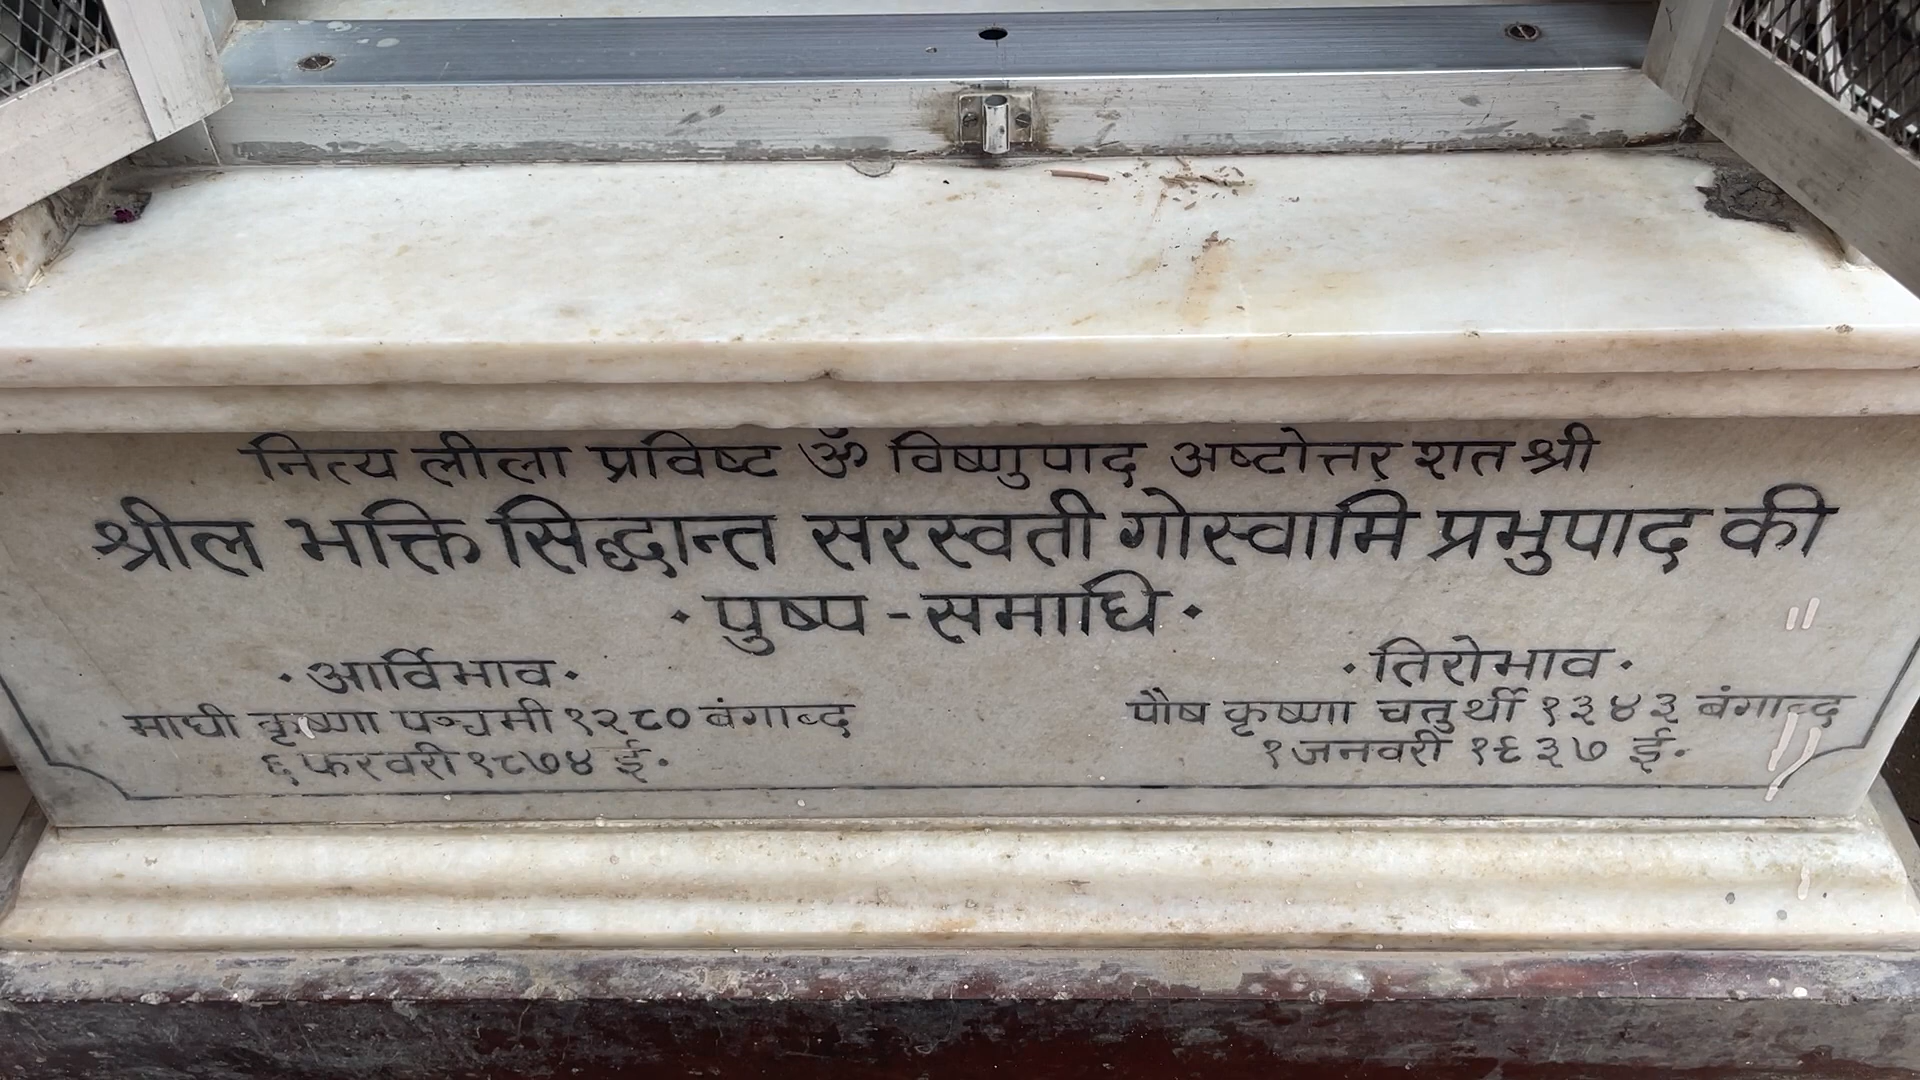 नित्य लीला प्रविष्ट ॐ विष्णुपाद अष्टोत्तर शत श्री
श्रील भक्ति सिद्धान्त सरस्वती गोस्वामि प्रभुपाद की
· पुष्प - समाधि ·
· आर्विभाव ·
माघी कृष्णा पञ्चमी १२८० बंगाब्द
६ फरवरी १८७४ ई.
· तिरोभाव ·
पौष कृष्णा चतुर्थी १३४३ बंगाब्द
१ जनवरी १९३७ ई.